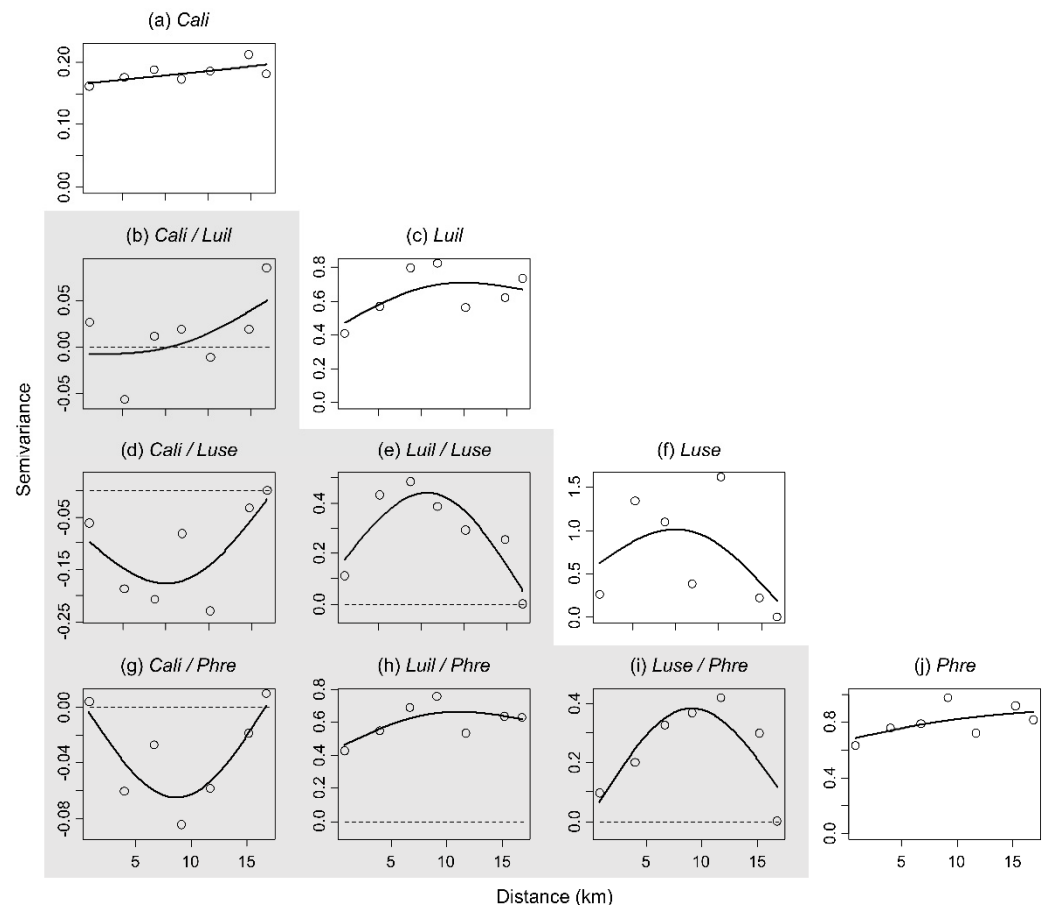 (a) Cali
0.00 0.10 0.20
(b) Cali / Luil
(c) Luil
-0.05 0.00 0.05
0.0 0.2 0.4 0.6 0.8
Semivariance
(d) Cali / Luse
(e) Luil / Luse
(f) Luse
-0.25 -0.15 -0.05
0.0 0.2 0.4
0.0 0.5 1.0 1.5
(g) Cali / Phre
(h) Luil / Phre
(i) Luse / Phre
(j) Phre
-0.08 -0.04 0.00
0.0 0.2 0.4 0.6 0.8
0.0 0.2 0.4
0.0 0.4 0.8
5 10 15
5 10 15
5 10 15
5 10 15
Distance (km)